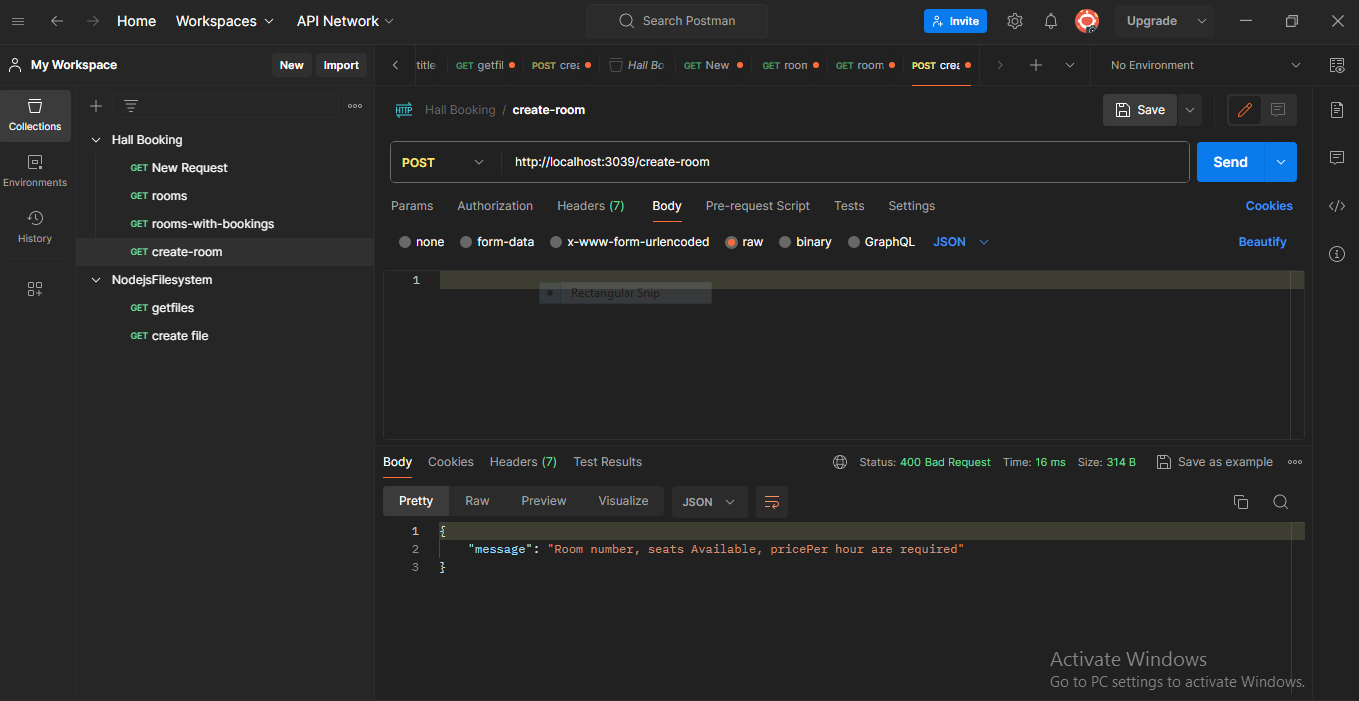 Home Workspaces API Network Search Postman Invite Upgrade
My Workspace New Import
title GET getfil POST crea Hall Bo GET New GET room GET room POST crea No Environment
Collections
Environments
History
Hall Booking
GET New Request
GET rooms
GET rooms-with-bookings
GET create-room
NodejsFilesystem
GET getfiles
GET create file
HTTP Hall Booking / create-room Save
POST http://localhost:3039/create-room Send
Params Authorization Headers (7) Body Pre-request Script Tests Settings Cookies
none form-data x-www-form-urlencoded raw binary GraphQL JSON Beautify
1
Rectangular Snip
Body Cookies Headers (7) Test Results Status: 400 Bad Request Time: 16 ms Size: 314 B Save as example
Pretty Raw Preview Visualize JSON
1 {
2 "message": "Room number, seats Available, pricePer hour are required"
3 }
Activate Windows
Go to PC settings to activate Windows.